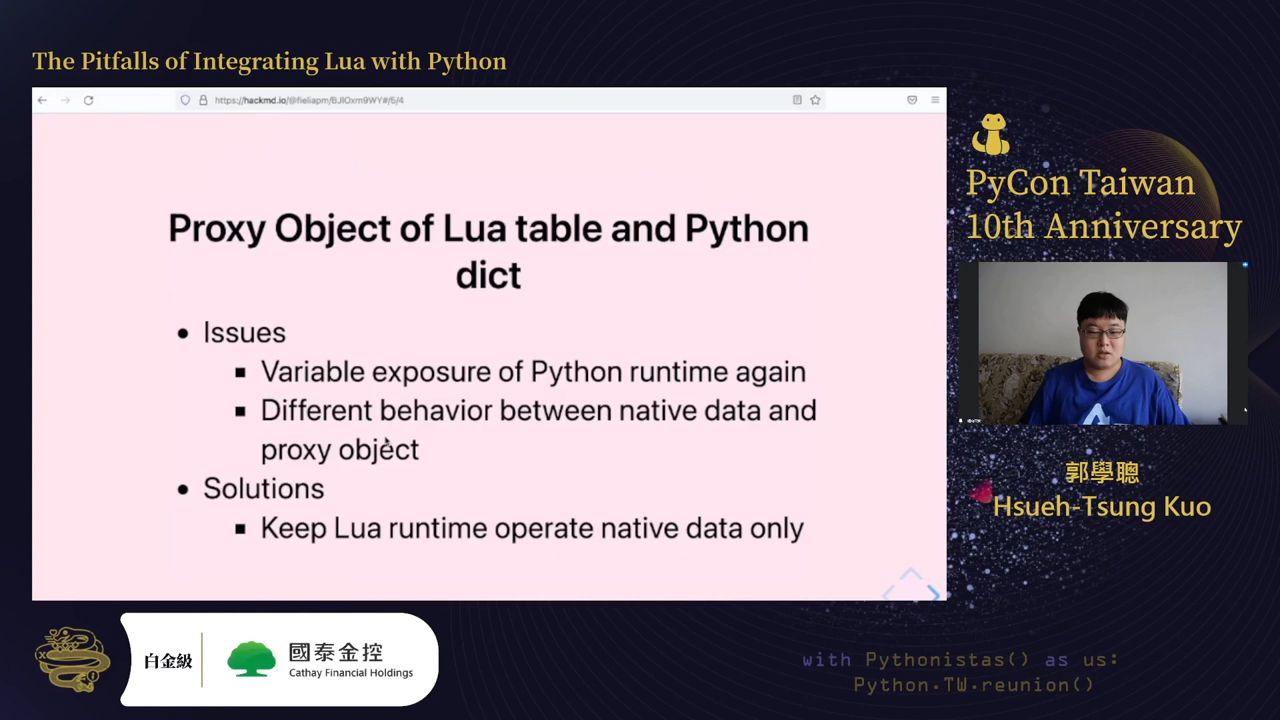 The Pitfalls of Integrating Lua with Python
https://hackmd.io/@fieliapm/BJlOxm9WY#/6/4
Proxy Object of Lua table and Python
dict
Issues
Variable exposure of Python runtime again
Different behavior between native data and
proxy object
Solutions
Keep Lua runtime operate native data only
PyCon Taiwan
10th Anniversary
郭學聰
Hsueh-Tsung Kuo
白金級
國泰金控
Cathay Financial Holdings
with Pythonistas() as us:
Python.TW.reunion()